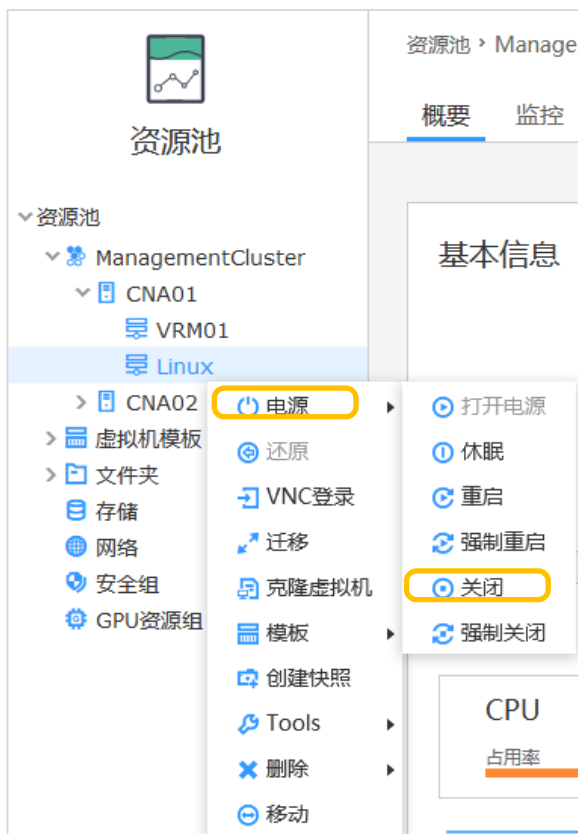 资源池
资源池 > Manage
概要 监控
基本信息
资源池
ManagementCluster
CNA01
VRM01
Linux
CNA02
虚拟机模板
文件夹
存储
网络
安全组
GPU资源组
电源
还原
VNC登录
迁移
克隆虚拟机
模板
创建快照
Tools
删除
移动
打开电源
休眠
重启
强制重启
关闭
强制关闭
CPU
占用率